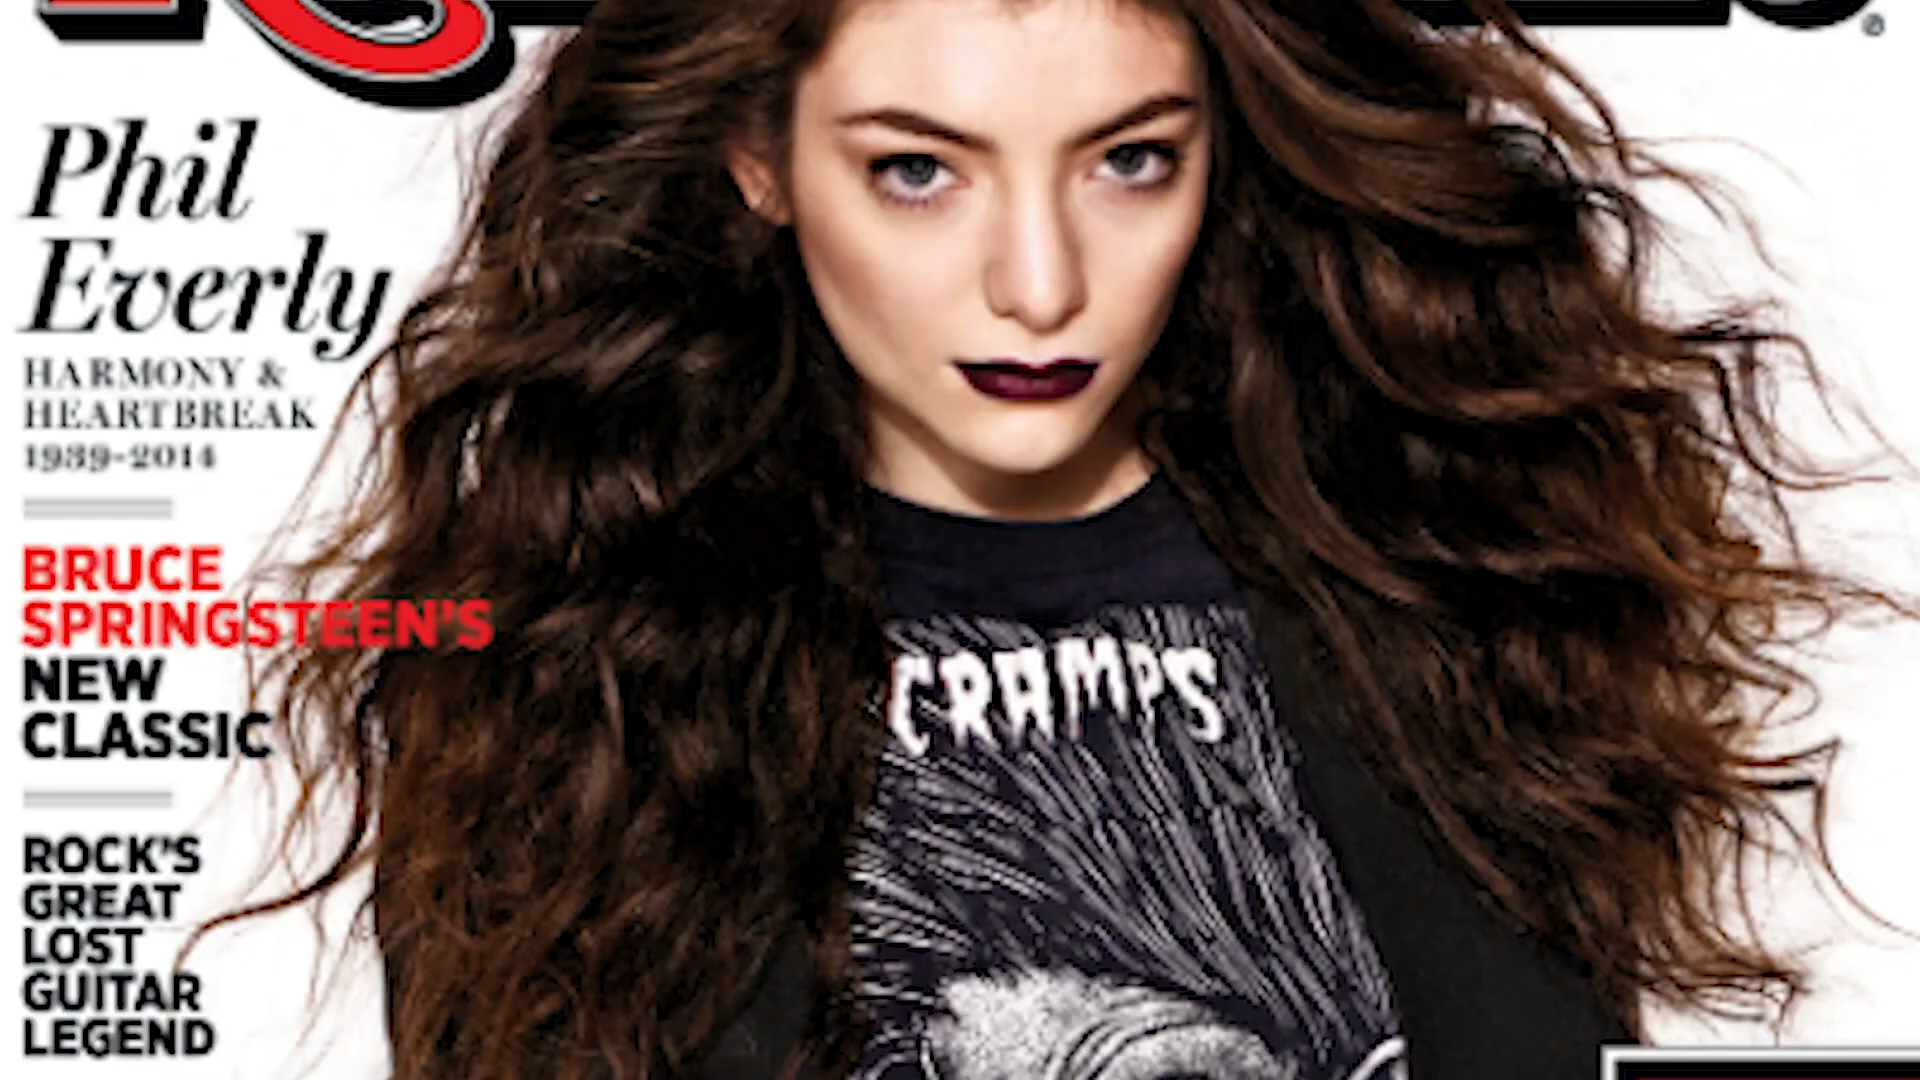 Phil
Everly
HARMONY &
HEARTBREAK
1939-2014
BRUCE
SPRINGSTEEN'S
NEW
CLASSIC
ROCK'S
GREAT
LOST
GUITAR
LEGEND
CRAMPS
®